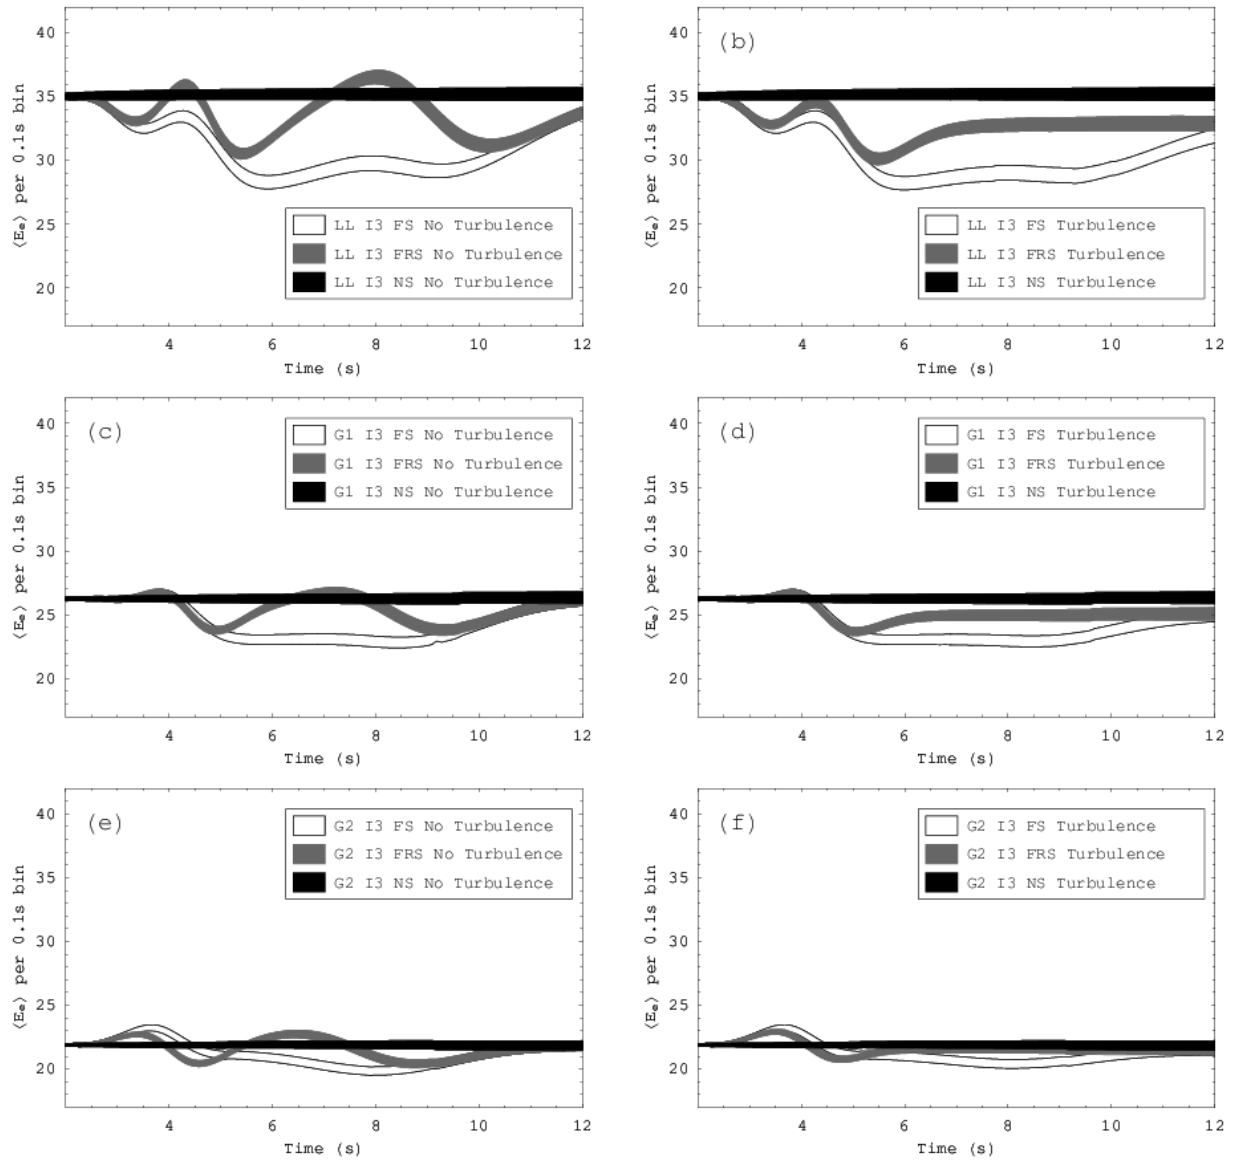 40
35
30
25
20
⟨Ee⟩ per 0.1s bin
LL I3 FS No Turbulence
LL I3 FRS No Turbulence
LL I3 NS No Turbulence
4 6 8 10 12
Time (s)
(b)
40
35
30
25
20
⟨Ee⟩ per 0.1s bin
LL I3 FS Turbulence
LL I3 FRS Turbulence
LL I3 NS Turbulence
4 6 8 10 12
Time (s)
(c)
40
35
30
25
20
⟨Ee⟩ per 0.1s bin
G1 I3 FS No Turbulence
G1 I3 FRS No Turbulence
G1 I3 NS No Turbulence
4 6 8 10 12
Time (s)
(d)
40
35
30
25
20
⟨Ee⟩ per 0.1s bin
G1 I3 FS Turbulence
G1 I3 FRS Turbulence
G1 I3 NS Turbulence
4 6 8 10 12
Time (s)
(e)
40
35
30
25
20
⟨Ee⟩ per 0.1s bin
G2 I3 FS No Turbulence
G2 I3 FRS No Turbulence
G2 I3 NS No Turbulence
4 6 8 10 12
Time (s)
(f)
40
35
30
25
20
⟨Ee⟩ per 0.1s bin
G2 I3 FS Turbulence
G2 I3 FRS Turbulence
G2 I3 NS Turbulence
4 6 8 10 12
Time (s)